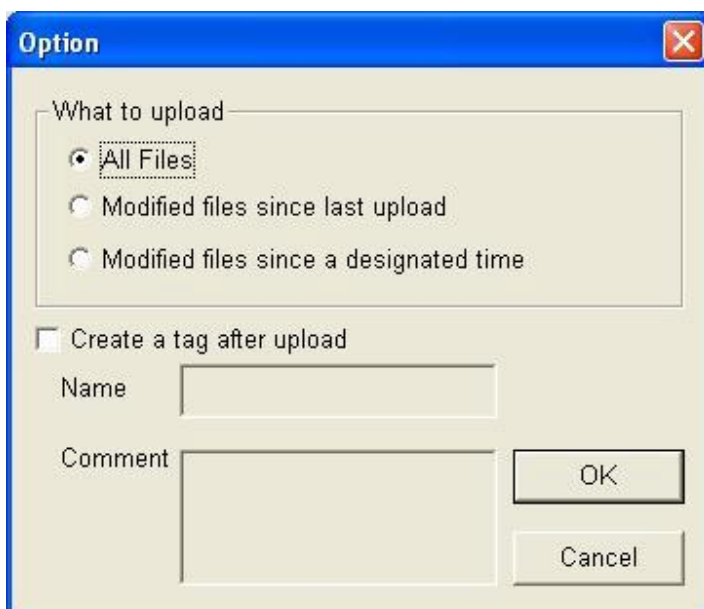 Option
What to upload
All Files
Modified files since last upload
Modified files since a designated time
Create a tag after upload
Name
Comment
OK
Cancel